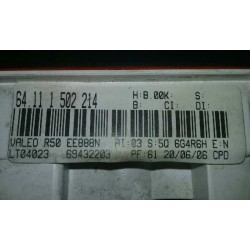 64.11 1 502 214
H:B.00K: S:
B: CI: DI:
VALEO R50 EE888N AI:03 S:50 6G4R6H E:N
LT04023 69432203 PF:61 20/06/06 CPD